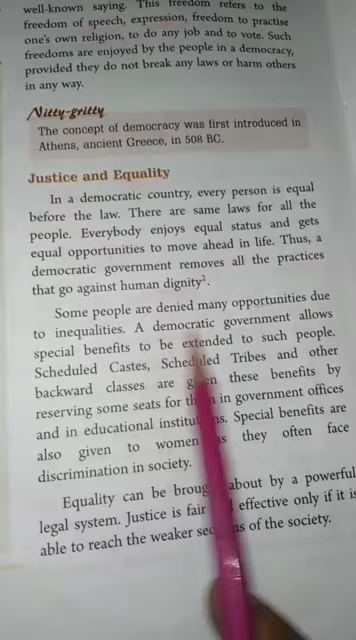 well-known saying. This freedom refers to the
freedom of speech, expression, freedom to practise
one's own religion, to do any job and to vote. Such
freedoms are enjoyed by the people in a democracy,
provided they do not break any laws or harm others
in any way.
Nitty-gritty
The concept of democracy was first introduced in
Athens, ancient Greece, in 508 BC.
Justice and Equality
In a democratic country, every person is equal
before the law. There are same laws for all the
people. Everybody enjoys equal status and gets
equal opportunities to move ahead in life. Thus, a
democratic government removes all the practices
that go against human dignity².
Some people are denied many opportunities due
to inequalities. A democratic government allows
special benefits to be extended to such people.
Scheduled Castes, Scheduled Tribes and other
backward classes are given these benefits by
reserving some seats for them in government offices
and in educational institutions. Special benefits are
also given to women as they often face
discrimination in society.
Equality can be brought about by a powerful
legal system. Justice is fair effective only if it is
able to reach the weaker sections of the society.